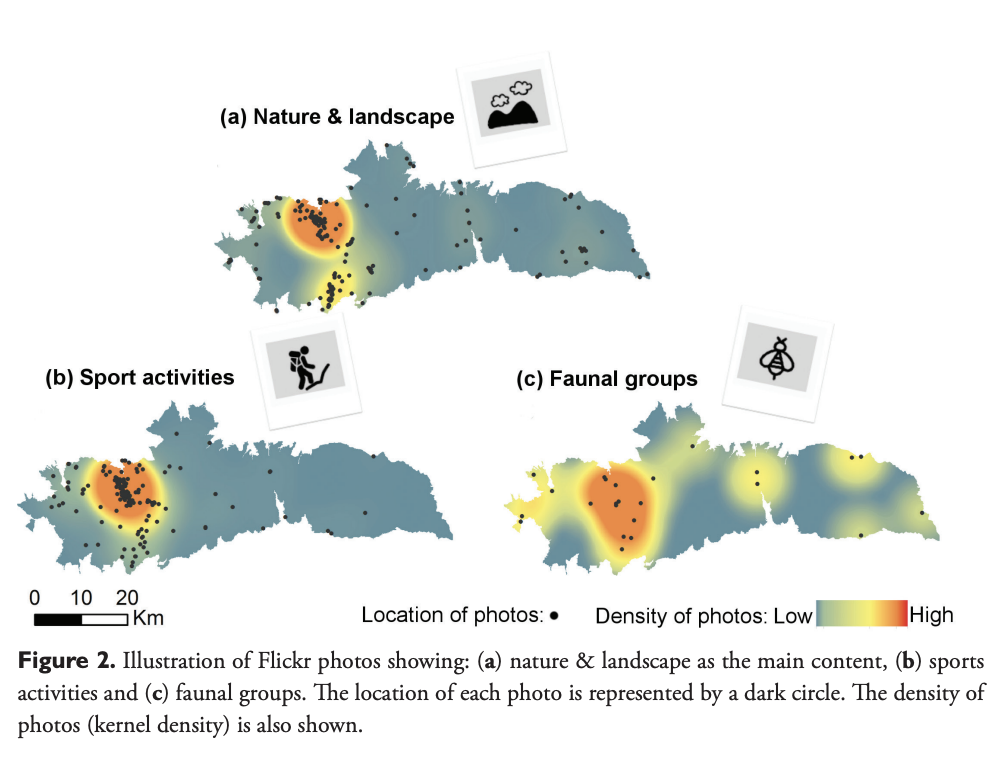 (a) Nature & landscape
(b) Sport activities
(c) Faunal groups
0 10 20
Km
Location of photos:
Density of photos: Low High
Figure 2. Illustration of Flickr photos showing: (a) nature & landscape as the main content, (b) sports
activities and (c) faunal groups. The location of each photo is represented by a dark circle. The density of
photos (kernel density) is also shown.